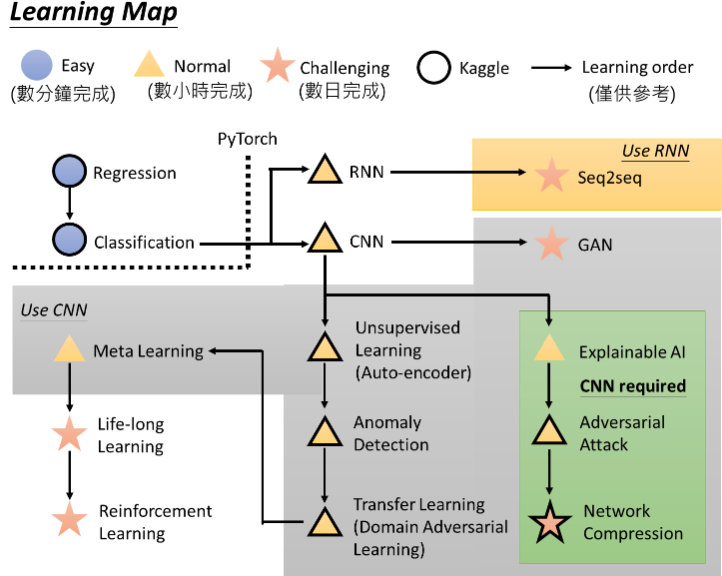 Learning Map
Easy
(數分鐘完成)
Normal
(數小時完成)
Challenging
(數日完成)
Kaggle
Learning order
(僅供參考)
PyTorch
Regression
Classification
RNN
CNN
Use RNN
Seq2seq
GAN
Use CNN
Meta Learning
Life-long
Learning
Reinforcement
Learning
Unsupervised
Learning
(Auto-encoder)
Anomaly
Detection
Transfer Learning
(Domain Adversarial
Learning)
Explainable AI
CNN required
Adversarial
Attack
Network
Compression